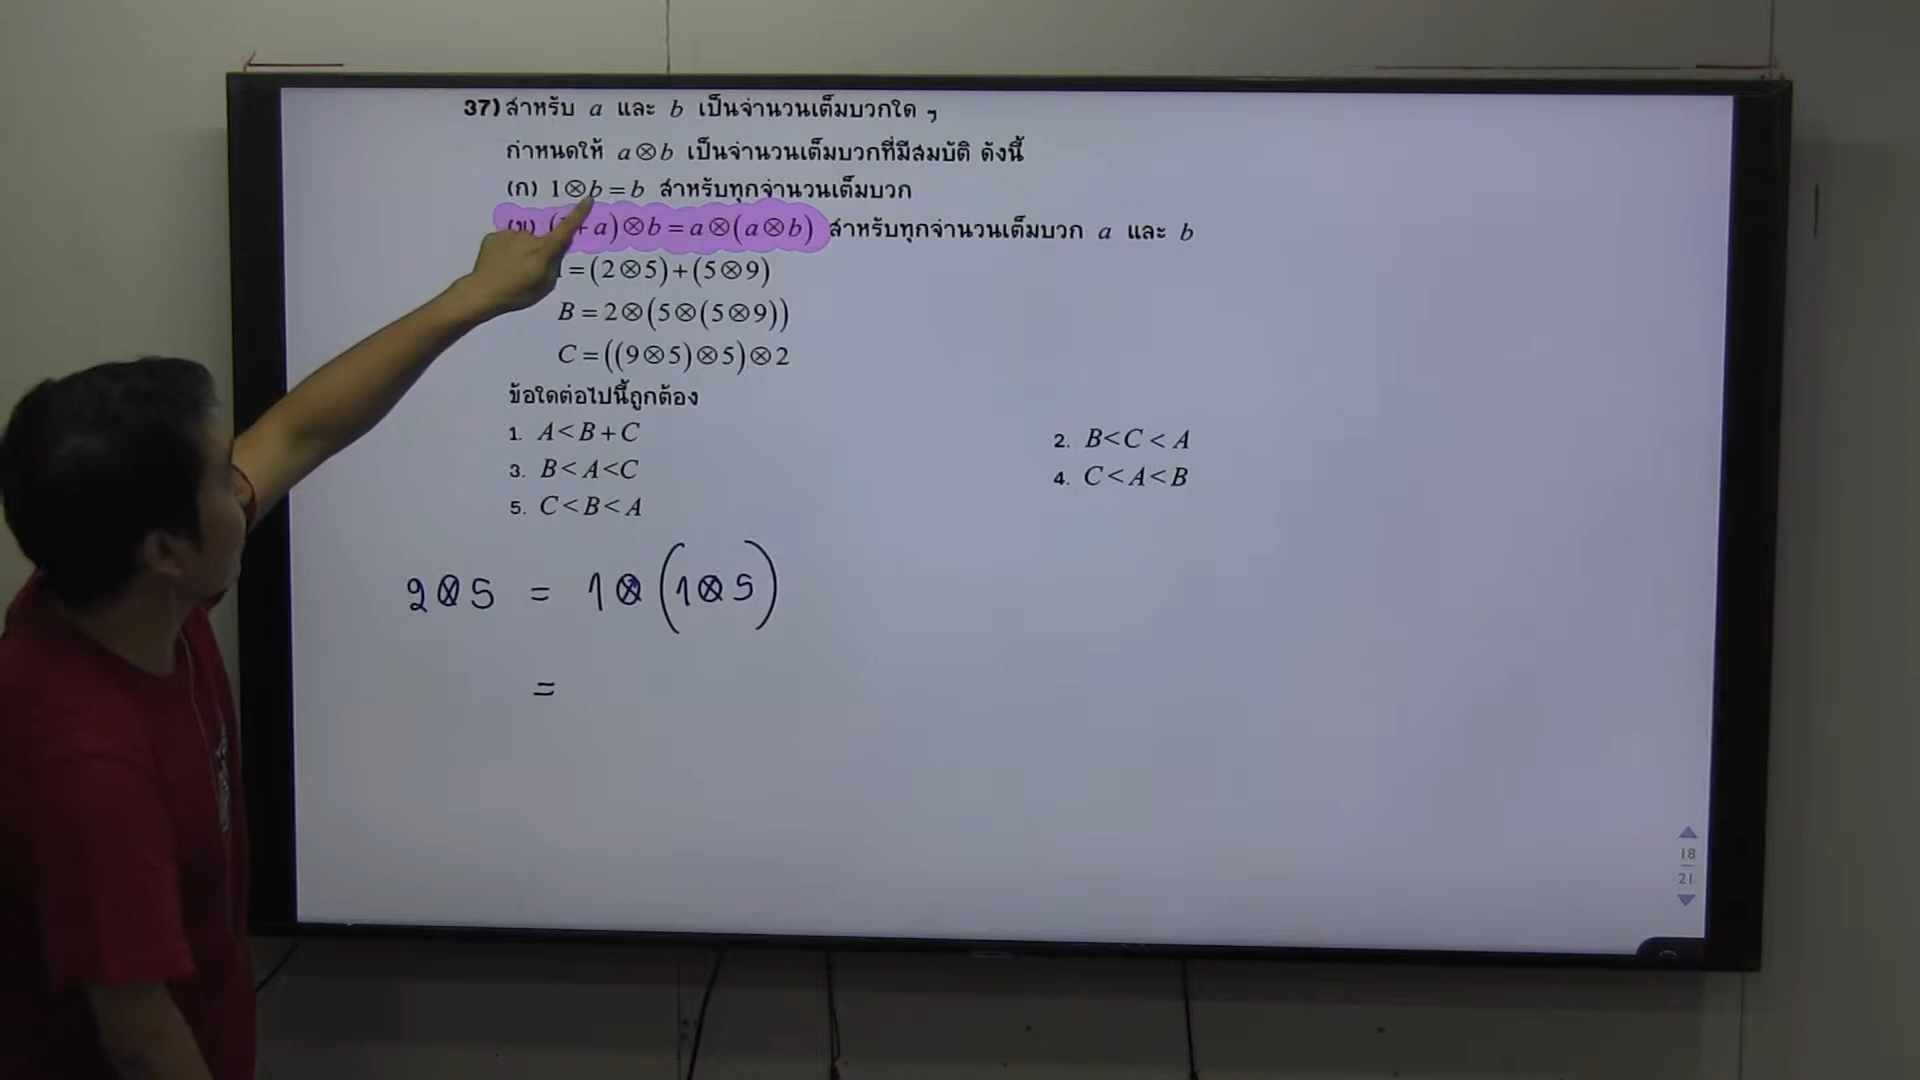 37) สำหรับ a และ b เป็นจำนวนเต็มบวกใด ๆ
กำหนดให้ a⊗b เป็นจำนวนเต็มบวกที่มีสมบัติ ดังนี้
(ก) 1⊗b = b สำหรับทุกจำนวนเต็มบวก
(ข) + a)⊗b = a⊗(a⊗b) สำหรับทุกจำนวนเต็มบวก a และ b
= (2⊗5)+(5⊗9)
B = 2⊗(5⊗(5⊗9))
C = ((9⊗5)⊗5)⊗2
ข้อใดต่อไปนี้ถูกต้อง
1. A < B + C
2. B < C < A
3. B < A < C
4. C < A < B
5. C < B < A
2⊗5 = 1⊗(1⊗5)
=
18
21